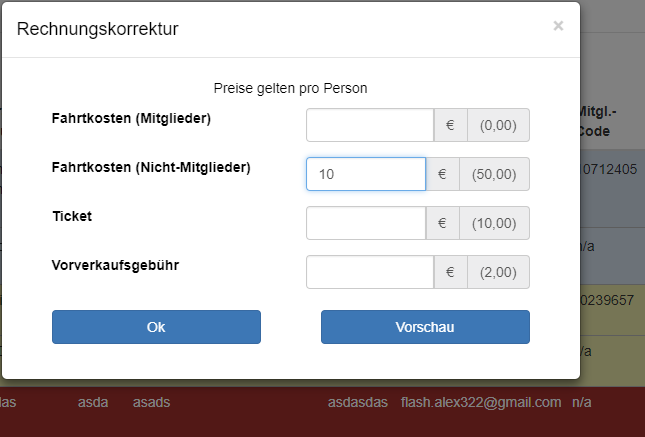 Rechnungskorrektur ×
Preise gelten pro Person
Fahrtkosten (Mitglieder) € (0,00)
Mitgl.-
Code
Fahrtkosten (Nicht-Mitglieder) 10 € (50,00)
0712405
Ticket € (10,00)
n/a
Vorverkaufsgebühr € (2,00)
0239657
Ok Vorschau
/a
das asda asads asdasdas flash.alex322@gmail.com n/a